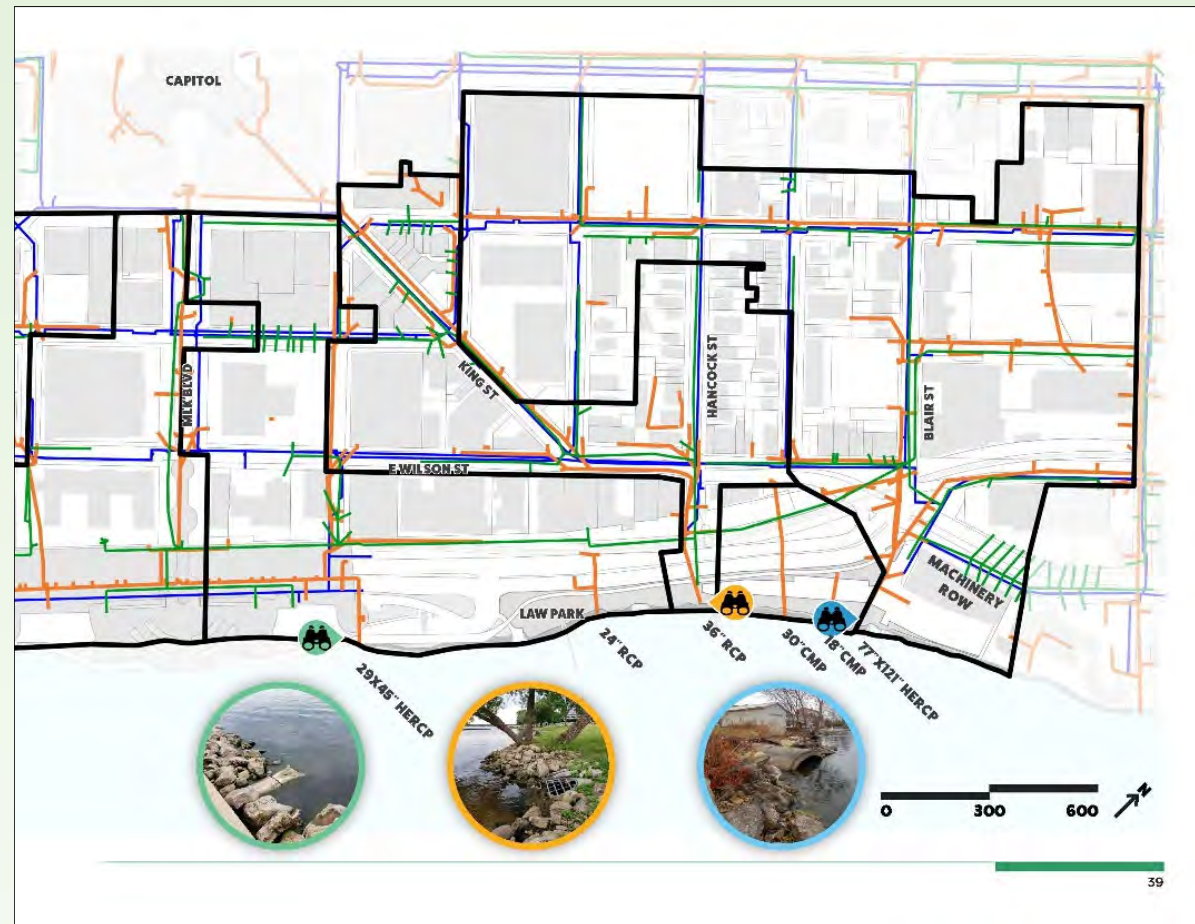 CAPITOL
MLK BLVD
KING ST
HANCOCK ST
BLAIR ST
E WILSON ST
MACHINERY
ROW
LAW PARK
29X45" HERCP
24" RCP
36" RCP
30" CMP
18" CMP
77"X121" HERCP
0 300 600
N
39